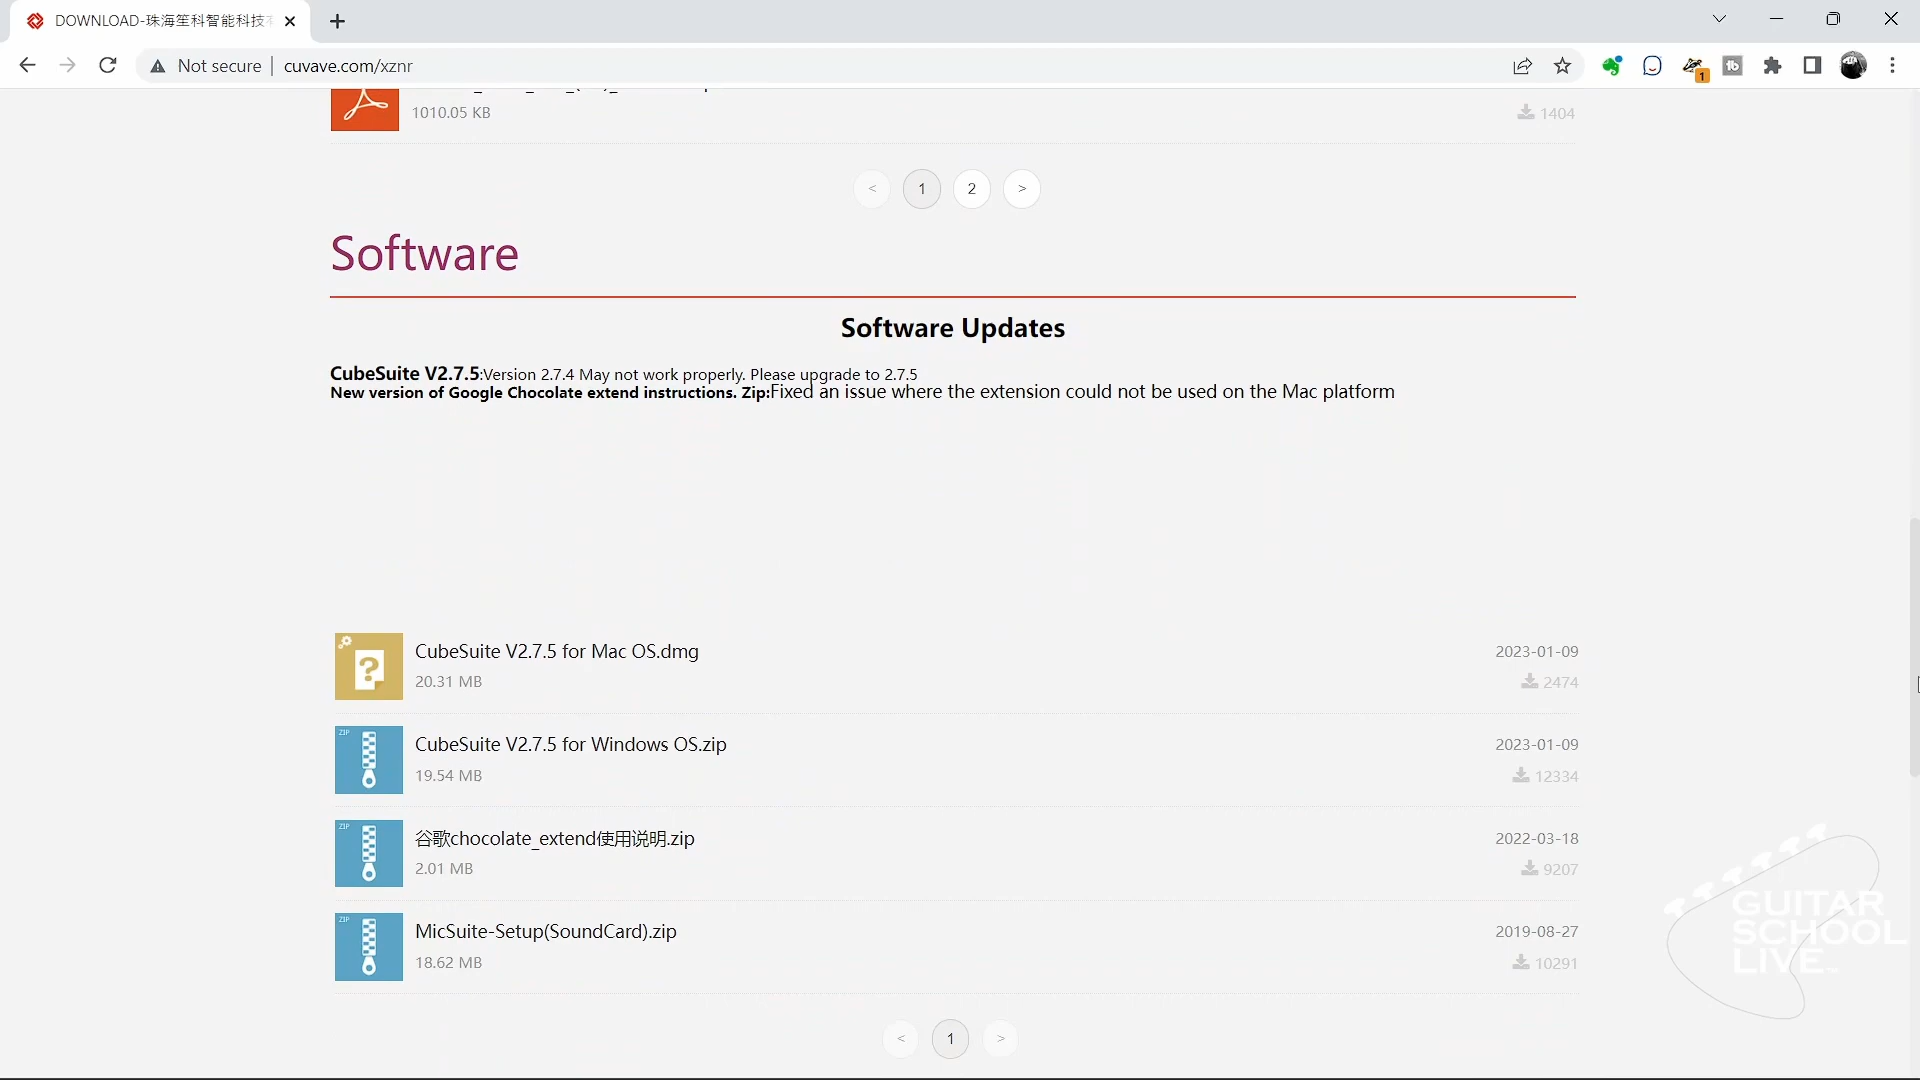 DOWNLOAD-珠海笙科智能科技
Not secure | cuvave.com/xznr
1
1010.05 KB
1404
< 1 2 >
Software
Software Updates
CubeSuite V2.7.5:Version 2.7.4 May not work properly. Please upgrade to 2.7.5
New version of Google Chocolate extend instructions. Zip:Fixed an issue where the extension could not be used on the Mac platform
CubeSuite V2.7.5 for Mac OS.dmg
2023-01-09
20.31 MB
2474
ZIP
CubeSuite V2.7.5 for Windows OS.zip
2023-01-09
19.54 MB
12334
ZIP
谷歌chocolate_extend使用说明.zip
2022-03-18
2.01 MB
9207
ZIP
MicSuite-Setup(SoundCard).zip
2019-08-27
18.62 MB
10291
GUITAR
SCHOOL
LIVE
< 1 >